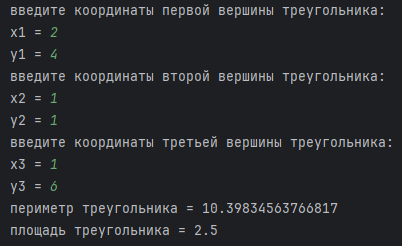 введите координаты первой вершины треугольника:
x1 = 2
y1 = 4
введите координаты второй вершины треугольника:
x2 = 1
y2 = 1
введите координаты третьей вершины треугольника:
x3 = 1
y3 = 6
периметр треугольника = 10.39834563766817
площадь треугольника = 2.5